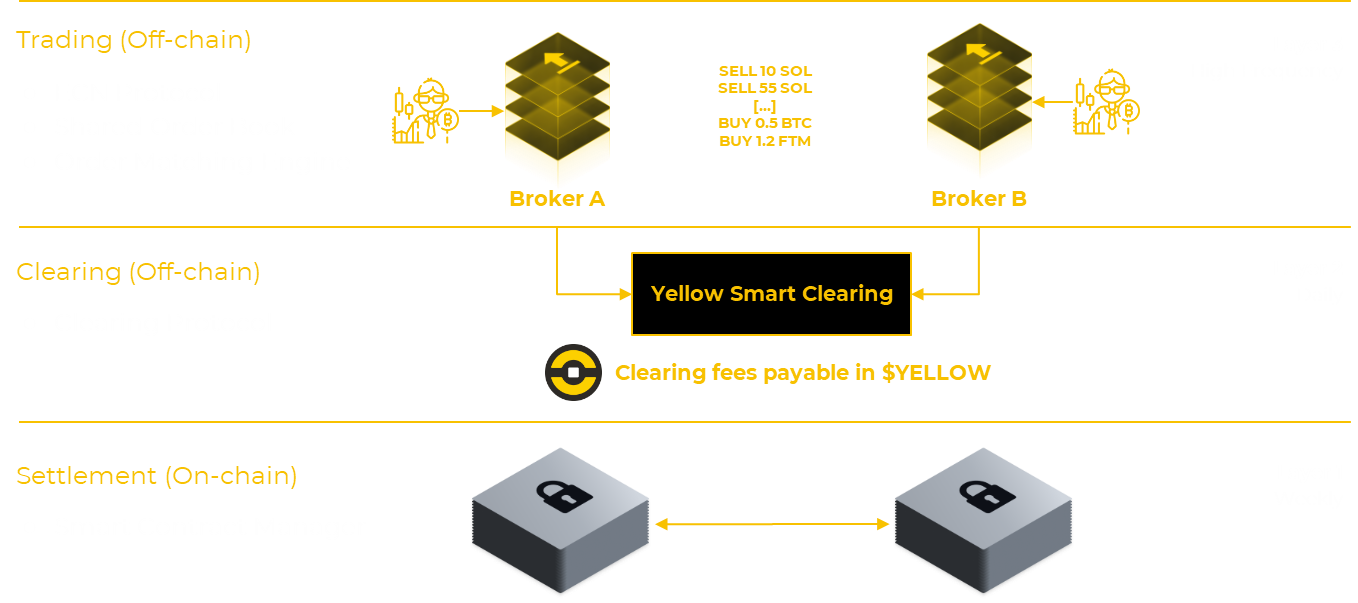 Trading (Off-chain)
SELL 10 SOL
SELL 55 SOL
[...]
BUY 0.5 BTC
BUY 1.2 FTM
Broker A
Broker B
Clearing (Off-chain)
Yellow Smart Clearing
Clearing fees payable in $YELLOW
Settlement (On-chain)